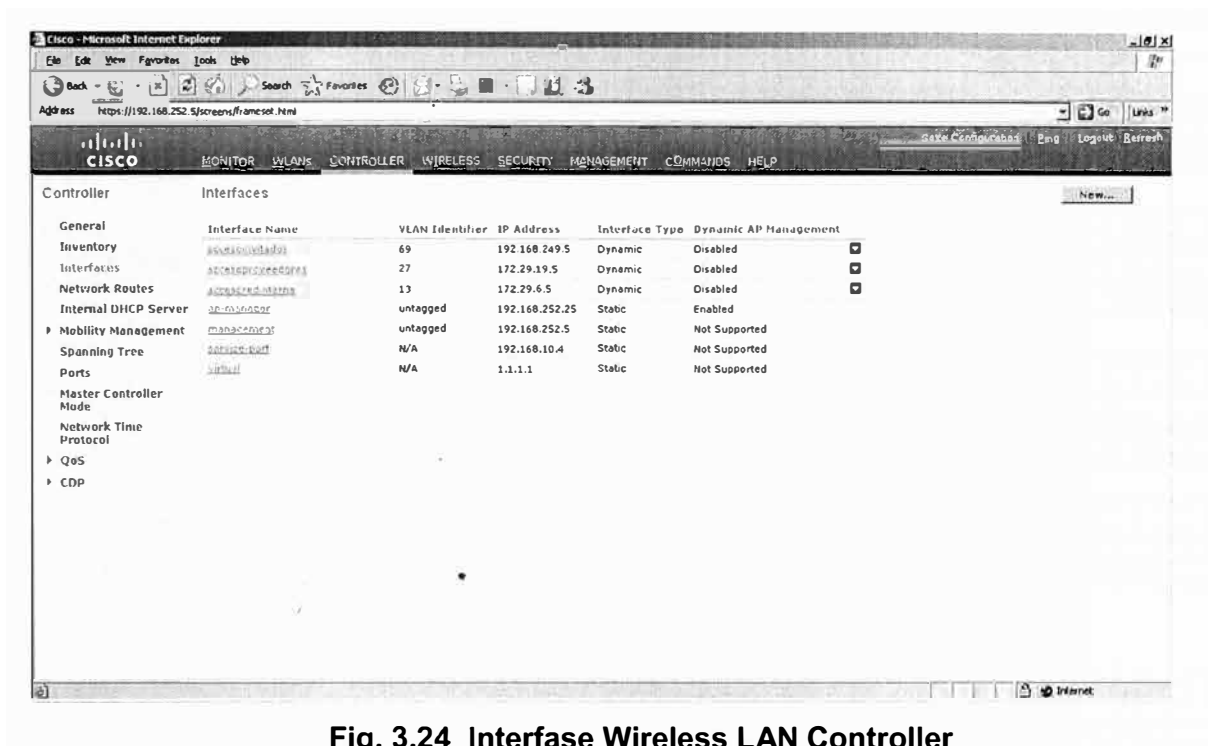 Cisco - Microsoft Internet Explorer
File Edit View Favorites Tools Help
Back Search Favorites
Address https://192.168.252.5/screens/frameset.html Go Links »
Save Configuration Ping Logout Refresh
CISCO MONITOR WLANs CONTROLLER WIRELESS SECURITY MANAGEMENT COMMANDS HELP
Controller Interfaces New...
General Interface Name VLAN Identifier IP Address Interface Type Dynamic AP Management
Inventory 69 192.168.249.5 Dynamic Disabled
Interfaces 27 172.29.19.5 Dynamic Disabled
Network Routes 13 172.29.6.5 Dynamic Disabled
Internal DHCP Server untagged 192.168.252.25 Static Enabled
Mobility Management management untagged 192.168.252.5 Static Not Supported
Spanning Tree service-port N/A 192.168.10.4 Static Not Supported
Ports virtual N/A 1.1.1.1 Static Not Supported
Master Controller
Mode
Network Time
Protocol
QoS
CDP
Internet
Fig. 3.24 Interfase Wireless LAN Controller